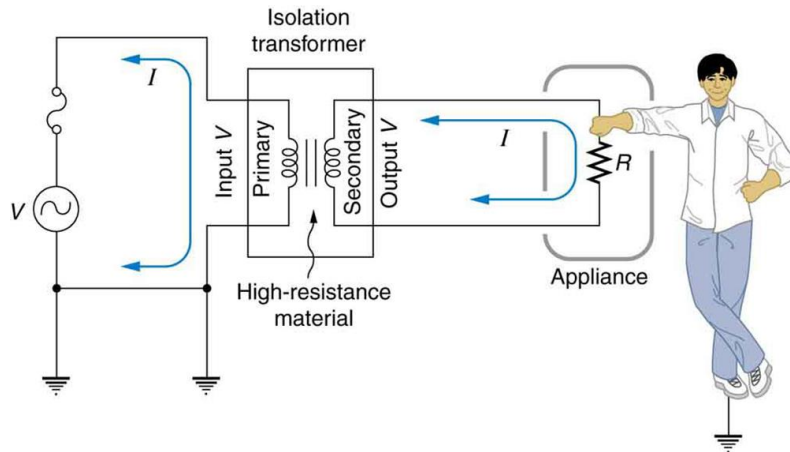 Isolation
transformer
I
V
Input V
Primary
Secondary
Output V
I
R
Appliance
High-resistance
material